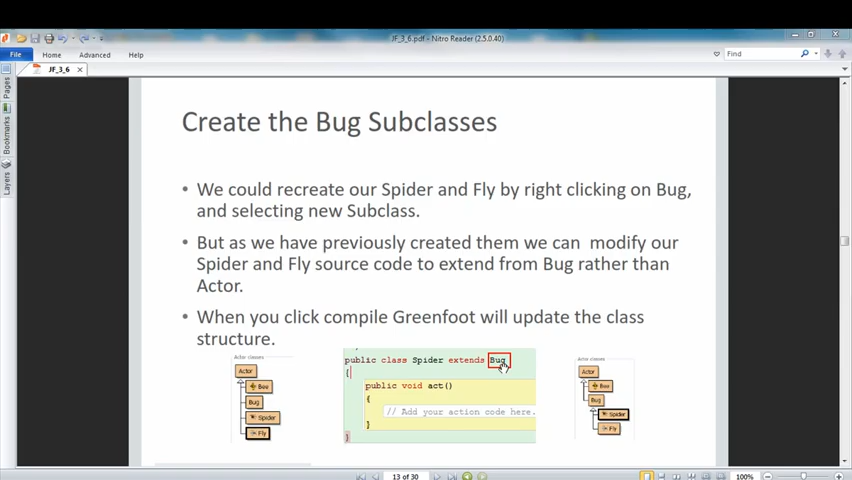 JF_3_6.pdf - Nitro Reader (2.5.0.40)
File Home Advanced Help
Find
JF_3_6
Pages
Bookmarks
Layers
Create the Bug Subclasses
• We could recreate our Spider and Fly by right clicking on Bug,
and selecting new Subclass.
• But as we have previously created them we can modify our
Spider and Fly source code to extend from Bug rather than
Actor.
• When you click compile Greenfoot will update the class
structure.
Actor classes
Actor
Bee
Bug
Spider
Fly
public class Spider extends Bug
{
public void act()
{
// Add your action code here.
}
}
Actor classes
Actor
Bee
Bug
Spider
Fly
13 of 30
100%